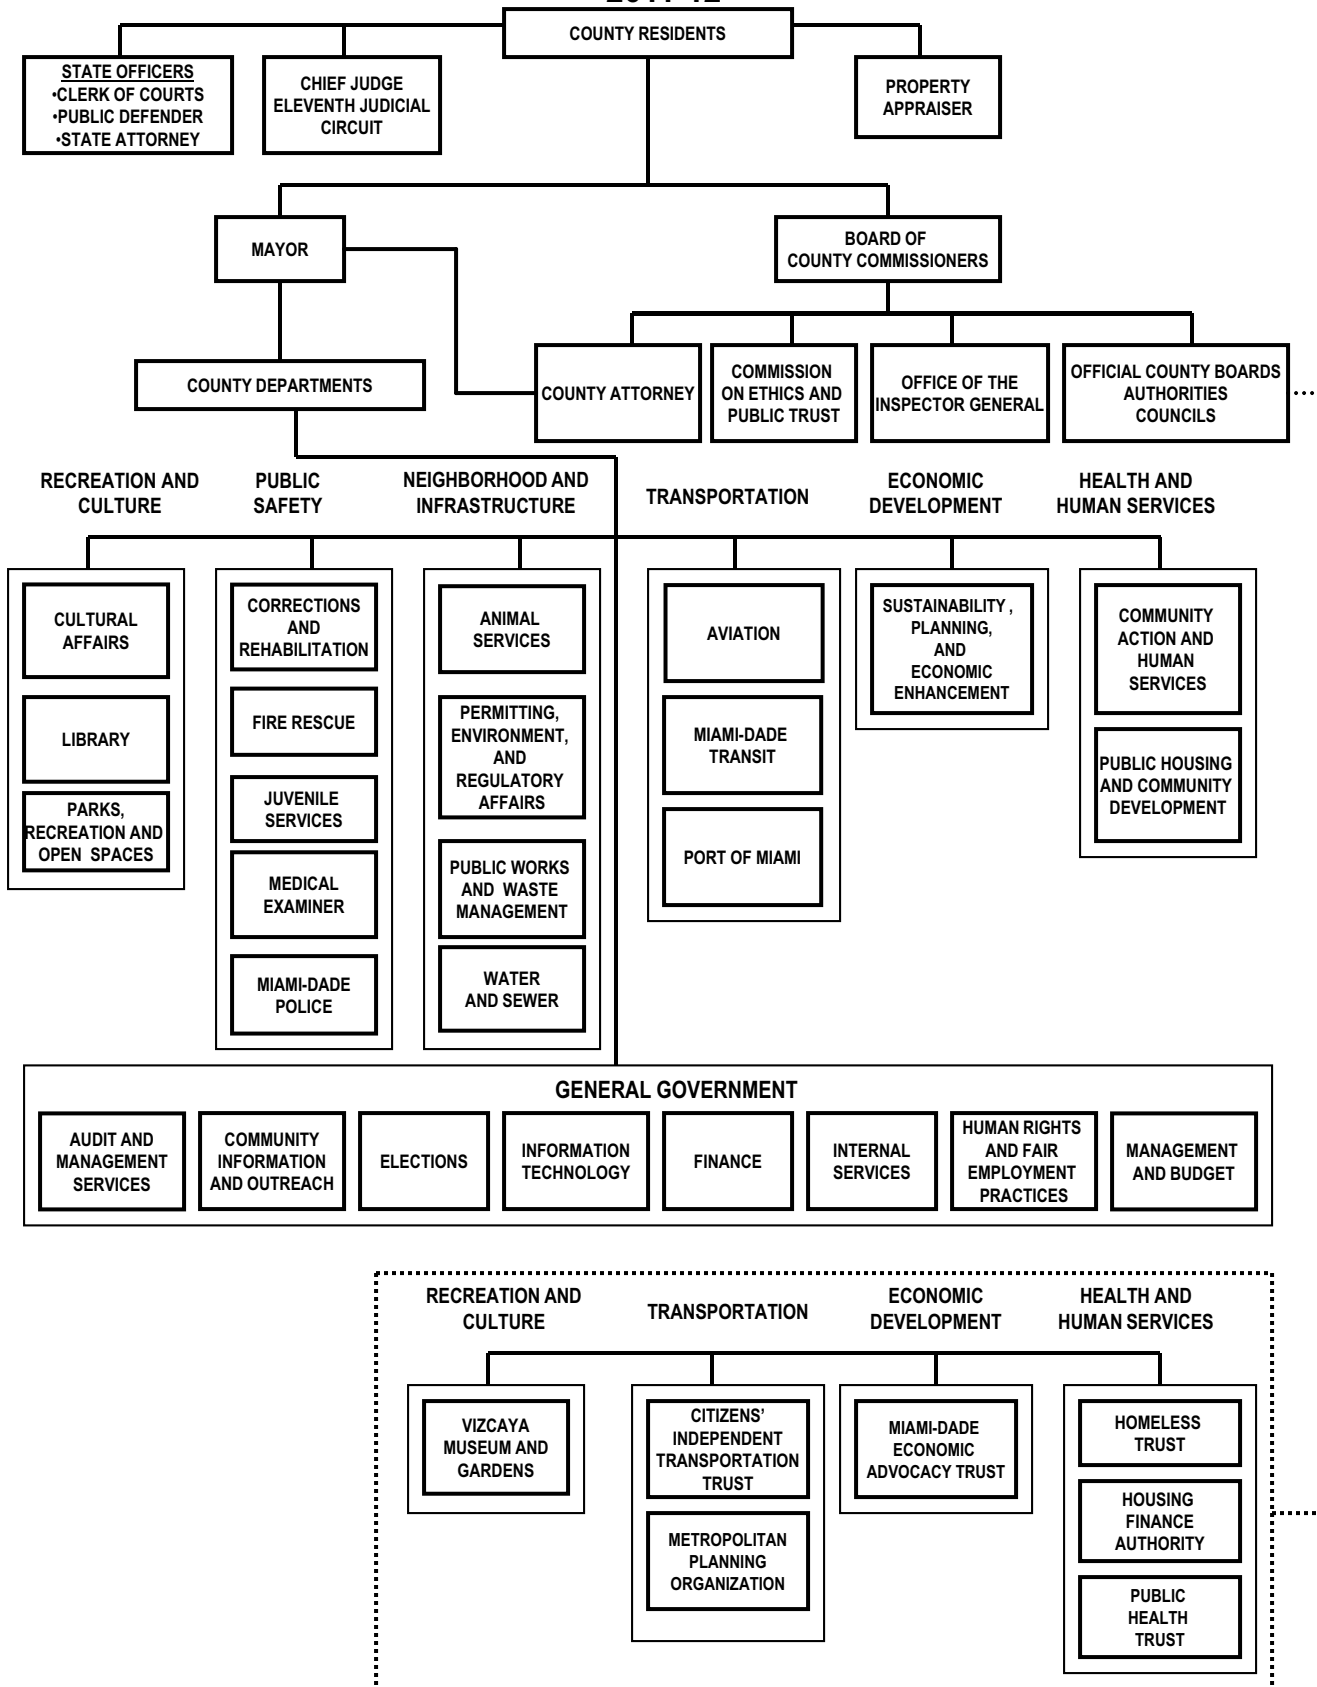 2011-12
COUNTY RESIDENTS
STATE OFFICERS
•CLERK OF COURTS
•PUBLIC DEFENDER
•STATE ATTORNEY
CHIEF JUDGE
ELEVENTH JUDICIAL
CIRCUIT
PROPERTY
APPRAISER
MAYOR
BOARD OF
COUNTY COMMISSIONERS
COUNTY DEPARTMENTS
COUNTY ATTORNEY
COMMISSION
ON ETHICS AND
PUBLIC TRUST
OFFICE OF THE
INSPECTOR GENERAL
OFFICIAL COUNTY BOARDS
AUTHORITIES
COUNCILS
RECREATION AND
CULTURE
PUBLIC
SAFETY
NEIGHBORHOOD AND
INFRASTRUCTURE
TRANSPORTATION
ECONOMIC
DEVELOPMENT
HEALTH AND
HUMAN SERVICES
CULTURAL
AFFAIRS
LIBRARY
PARKS,
RECREATION AND
OPEN SPACES
CORRECTIONS
AND
REHABILITATION
FIRE RESCUE
JUVENILE
SERVICES
MEDICAL
EXAMINER
MIAMI-DADE
POLICE
ANIMAL
SERVICES
PERMITTING,
ENVIRONMENT,
AND
REGULATORY
AFFAIRS
PUBLIC WORKS
AND WASTE
MANAGEMENT
WATER
AND SEWER
AVIATION
MIAMI-DADE
TRANSIT
PORT OF MIAMI
SUSTAINABILITY ,
PLANNING,
AND
ECONOMIC
ENHANCEMENT
COMMUNITY
ACTION AND
HUMAN
SERVICES
PUBLIC HOUSING
AND COMMUNITY
DEVELOPMENT
GENERAL GOVERNMENT
AUDIT AND
MANAGEMENT
SERVICES
COMMUNITY
INFORMATION
AND OUTREACH
ELECTIONS
INFORMATION
TECHNOLOGY
FINANCE
INTERNAL
SERVICES
HUMAN RIGHTS
AND FAIR
EMPLOYMENT
PRACTICES
MANAGEMENT
AND BUDGET
RECREATION AND
CULTURE
TRANSPORTATION
ECONOMIC
DEVELOPMENT
HEALTH AND
HUMAN SERVICES
VIZCAYA
MUSEUM AND
GARDENS
CITIZENS’
INDEPENDENT
TRANSPORTATION
TRUST
METROPOLITAN
PLANNING
ORGANIZATION
MIAMI-DADE
ECONOMIC
ADVOCACY TRUST
HOMELESS
TRUST
HOUSING
FINANCE
AUTHORITY
PUBLIC
HEALTH
TRUST